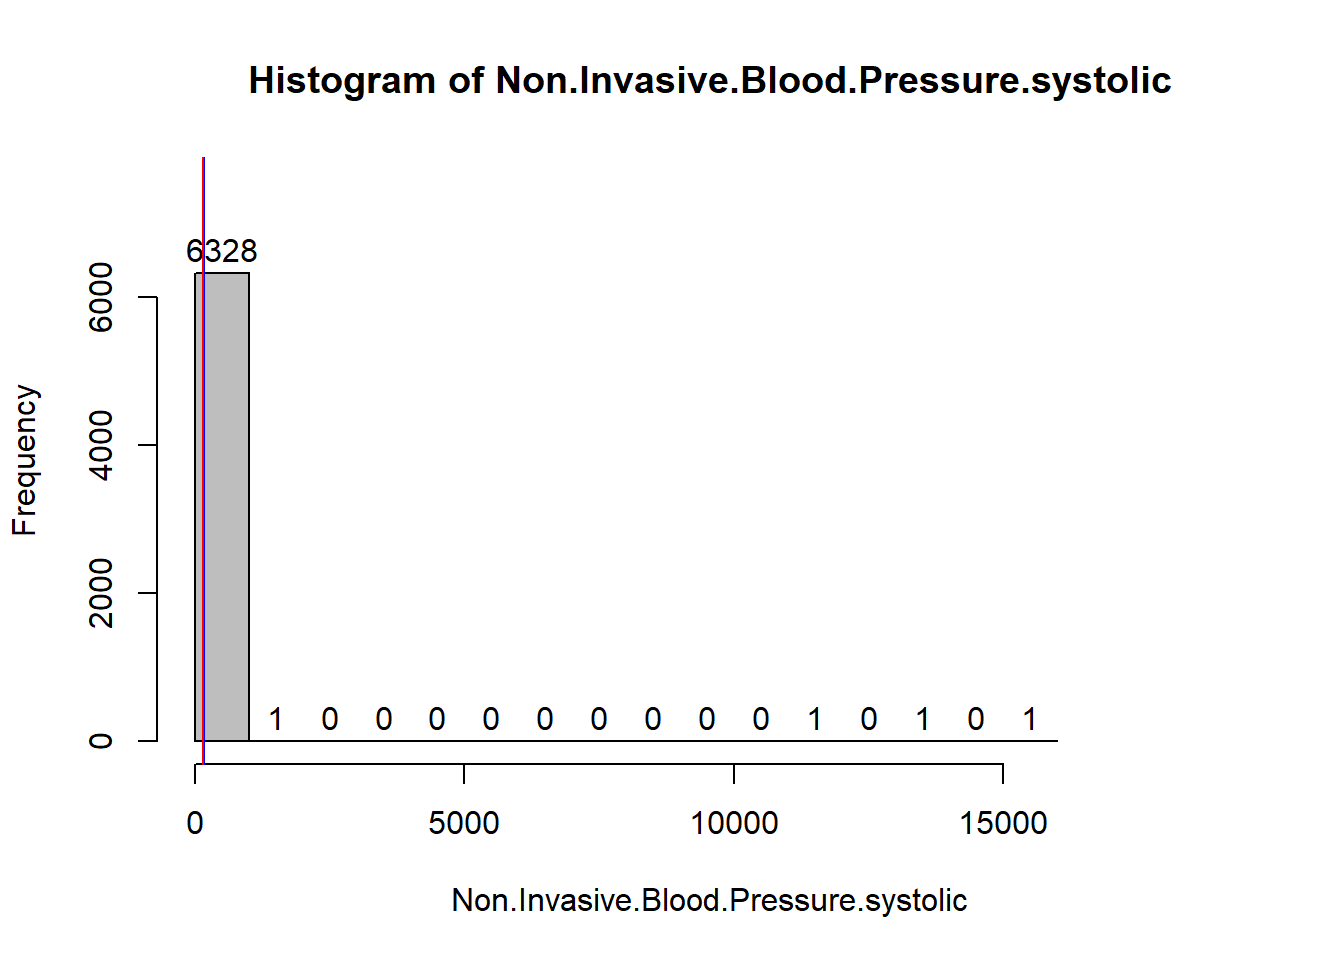 Histogram of Non.Invasive.Blood.Pressure.systolic
Frequency
6000
4000
2000
0
6328
1 0 0 0 0 0 0 0 0 0 1 0 1 0 1
0 5000 10000 15000
Non.Invasive.Blood.Pressure.systolic